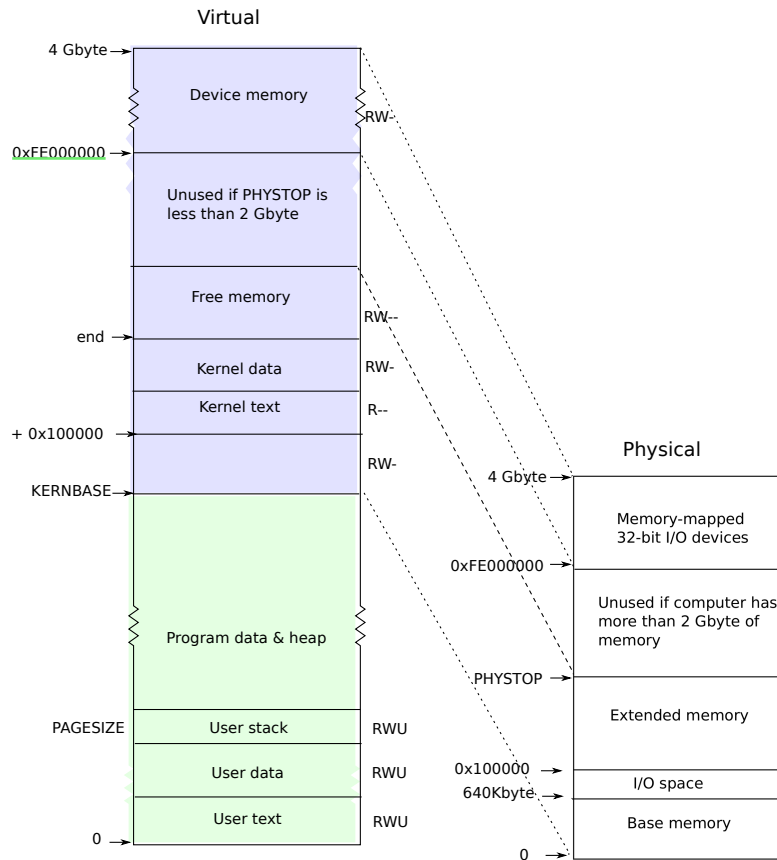 Virtual
4 Gbyte
Device memory
RW-
0xFE000000
Unused if PHYSTOP is
less than 2 Gbyte
Free memory
RW--
end
Kernel data
RW-
Kernel text
R--
+ 0x100000
RW-
KERNBASE
Program data & heap
PAGESIZE
User stack
RWU
User data
RWU
User text
RWU
0
Physical
4 Gbyte
Memory-mapped
32-bit I/O devices
0xFE000000
Unused if computer has
more than 2 Gbyte of
memory
PHYSTOP
Extended memory
0x100000
I/O space
640Kbyte
Base memory
0